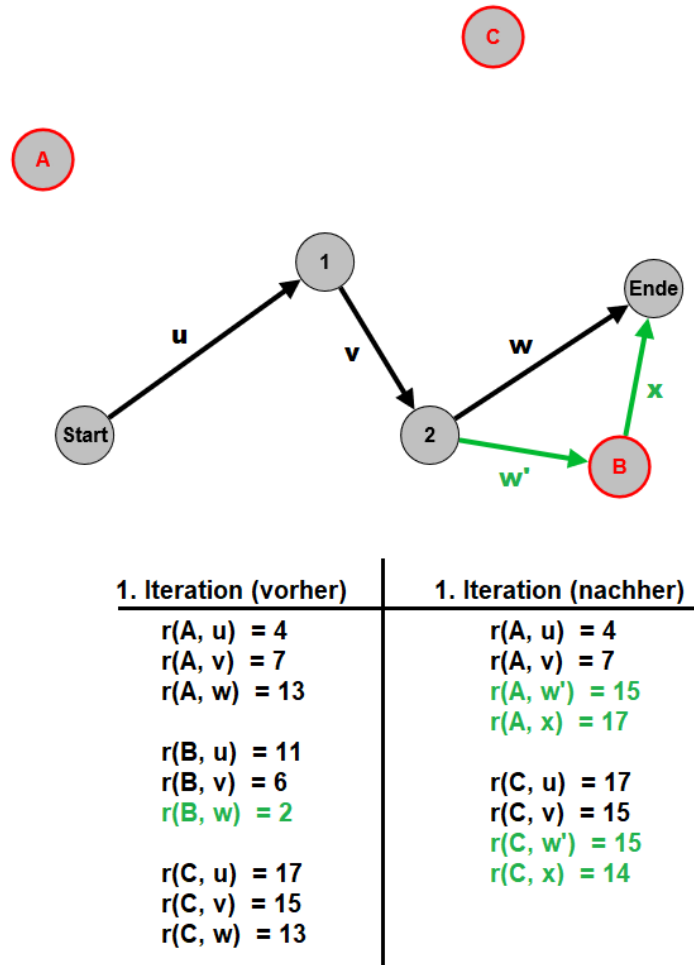 C
A
1
Ende
u
v
w
x
Start
2
B
w'
1. Iteration (vorher)
1. Iteration (nachher)
r(A, u) = 4
r(A, v) = 7
r(A, w) = 13
r(B, u) = 11
r(B, v) = 6
r(B, w) = 2
r(C, u) = 17
r(C, v) = 15
r(C, w) = 13
r(A, u) = 4
r(A, v) = 7
r(A, w') = 15
r(A, x) = 17
r(C, u) = 17
r(C, v) = 15
r(C, w') = 15
r(C, x) = 14